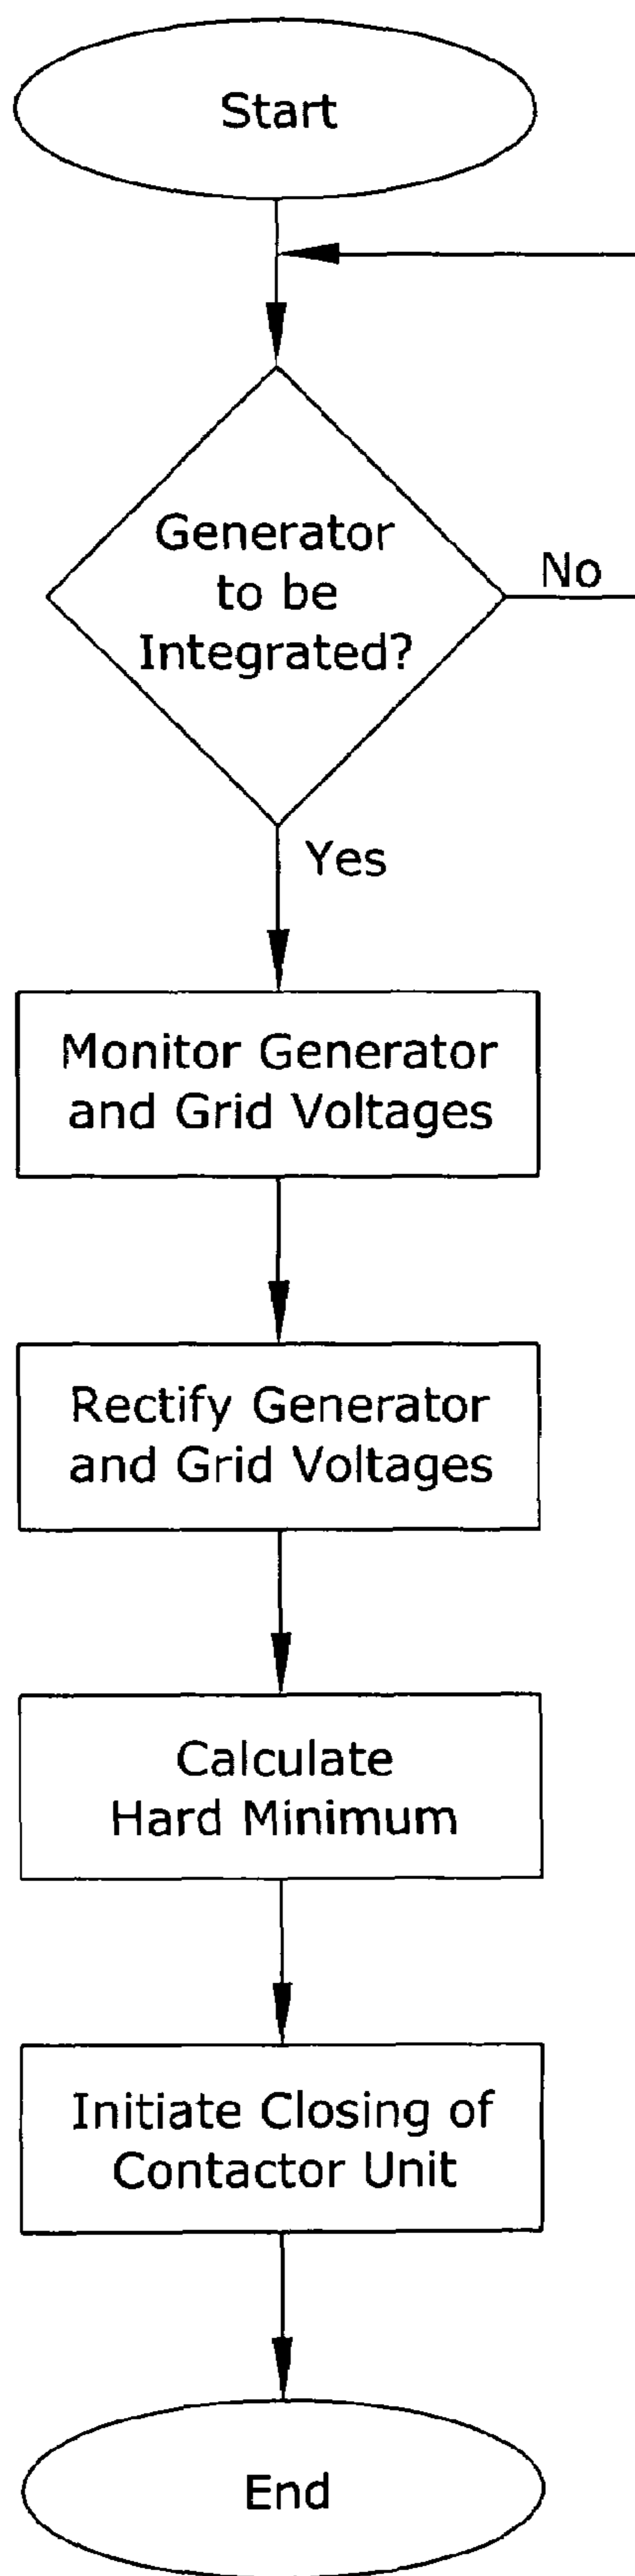 Start
Generator
to be
Integrated?
No
Yes
Monitor Generator
and Grid Voltages
Rectify Generator
and Grid Voltages
Calculate
Hard Minimum
Initiate Closing of
Contactor Unit
End